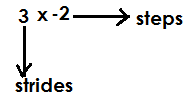 3 x -2 steps
strides